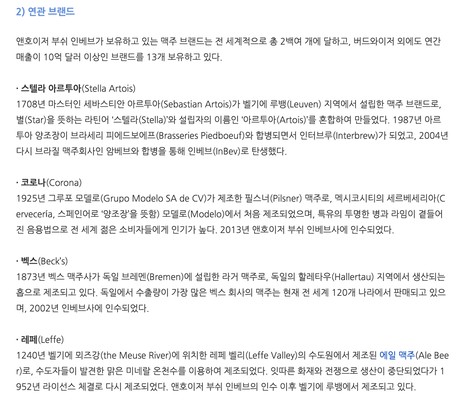 2) 연관 브랜드
앤호이저 부쉬 인베브가 보유하고 있는 맥주 브랜드는 전 세계적으로 총 2백여 개에 달하고, 버드와이저 외에도 연간
매출이 10억 달러 이상인 브랜드를 13개 보유하고 있다.
· 스텔라 아르투아(Stella Artois)
1708년 마스터인 세바스티안 아르투아(Sebastian Artois)가 벨기에 루뱅(Leuven) 지역에서 설립한 맥주 브랜드로,
별(Star)을 뜻하는 라틴어 ‘스텔라(Stella)’와 설립자의 이름인 ‘아르투아(Artois)’를 혼합하여 만들었다. 1987년 아르
투아 양조장이 브라세리 피에드보에프(Brasseries Piedboeuf)와 합병되면서 인터브루(Interbrew)가 되었고, 2004년
다시 브라질 맥주회사인 암베브와 합병을 통해 인베브(InBev)로 탄생했다.
· 코로나(Corona)
1925년 그루포 모델로(Grupo Modelo SA de CV)가 제조한 필스너(Pilsner) 맥주로, 멕시코시티의 세르베세리아(C
ervecería, 스페인어로 ‘양조장’을 뜻함) 모델로(Modelo)에서 처음 제조되었으며, 특유의 투명한 병과 라임이 곁들어
진 음용법으로 전 세계 젊은 소비자들에게 인기가 높다. 2013년 앤호이저 부쉬 인베브사에 인수되었다.
· 벡스(Beck's)
1873년 벡스 맥주사가 독일 브레멘(Bremen)에 설립한 라거 맥주로, 독일의 할레타우(Hallertau) 지역에서 생산되는
홉으로 제조되고 있다. 독일에서 수출량이 가장 많은 벡스 회사의 맥주는 현재 전 세계 120개 나라에서 판매되고 있으
며, 2002년 인베브사에 인수되었다.
· 레페(Leffe)
1240년 벨기에 뫼즈강(the Meuse River)에 위치한 레페 벨리(Leffe Valley)의 수도원에서 제조된 에일 맥주(Ale Bee
r)로, 수도자들이 발견한 맑은 미네랄 온천수를 이용하여 제조되었다. 잇따른 화재와 전쟁으로 생산이 중단되었다가 1
952년 라이선스 체결로 다시 제조되었다. 앤호이저 부쉬 인베브의 인수 이후 벨기에 루뱅에서 제조되고 있다.